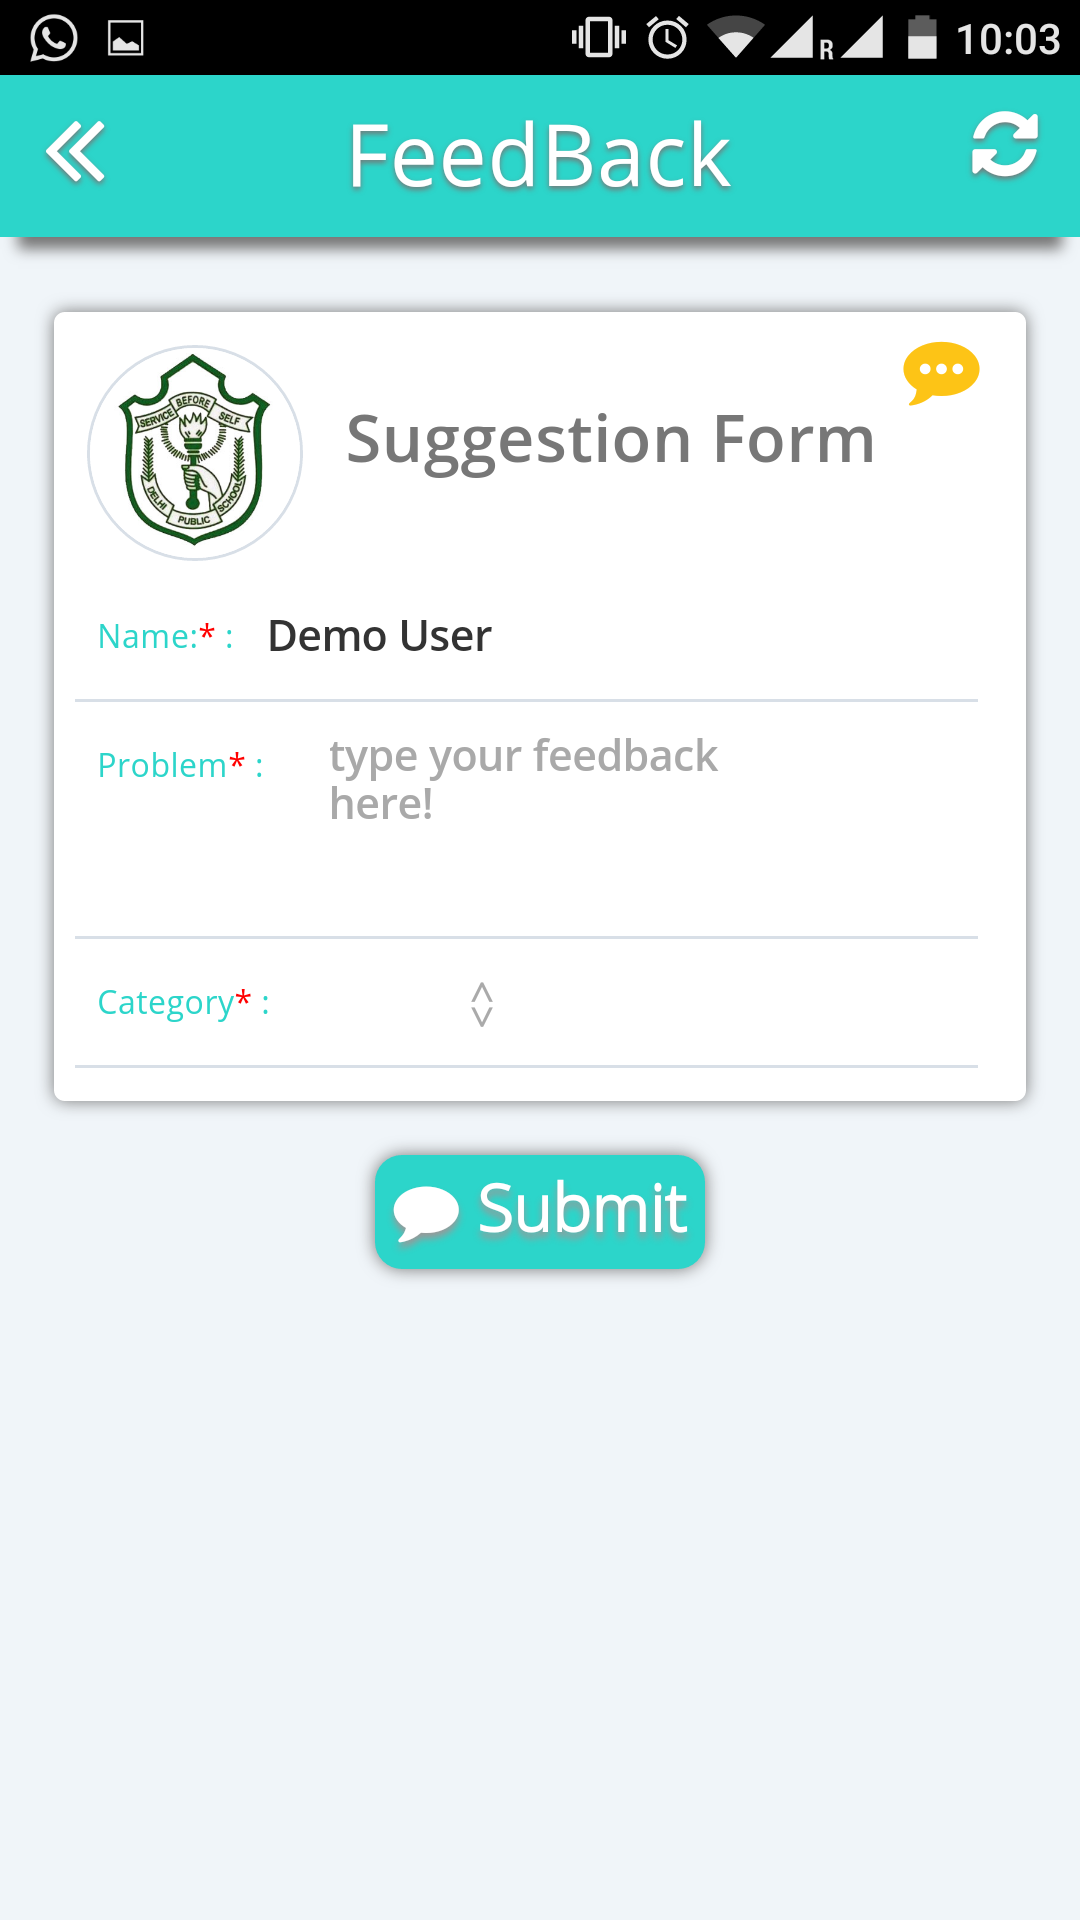 R 10:03
FeedBack
BEFORE
SERVICE SELF
Suggestion Form
DELHI PUBLIC SCHOOL
Name:* : Demo User
Problem* : type your feedback
here!
Category* :
Submit